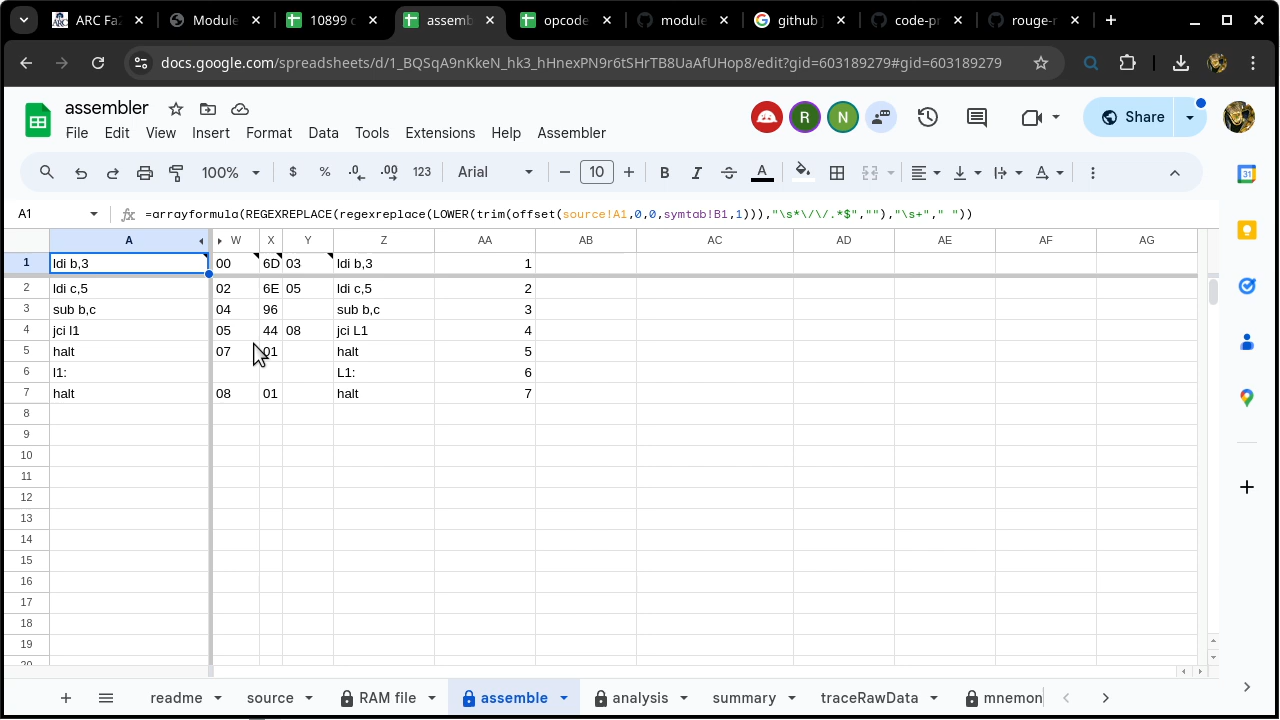 ARC Fa2
Module
10899 c
assemb
opcode
module
github j
code-pr
rouge-r
docs.google.com/spreadsheets/d/1_BQSqA9nKkeN_hk3_hHnexPN9r6tSHrTB8UaAfUHop8/edit?gid=603189279#gid=603189279
assembler
File Edit View Insert Format Data Tools Extensions Help Assembler
R N
Share
100% $ % .0 .00 123 Arial 10 B I A
A1 fx =arrayformula(REGEXREPLACE(regexreplace(LOWER(trim(offset(source!A1,0,0,symtab!B1,1))),"\s*\/\/.*$",""),"\s+"," "))
A W X Y Z AA AB AC AD AE AF AG
1 ldi b,3 00 6D 03 ldi b,3 1
2 ldi c,5 02 6E 05 ldi c,5 2
3 sub b,c 04 96 sub b,c 3
4 jci l1 05 44 08 jci L1 4
5 halt 07 01 halt 5
6 l1: L1: 6
7 halt 08 01 halt 7
8
9
10
11
12
13
14
15
16
17
18
19
20
31
readme source RAM file assemble analysis summary traceRawData mnemon